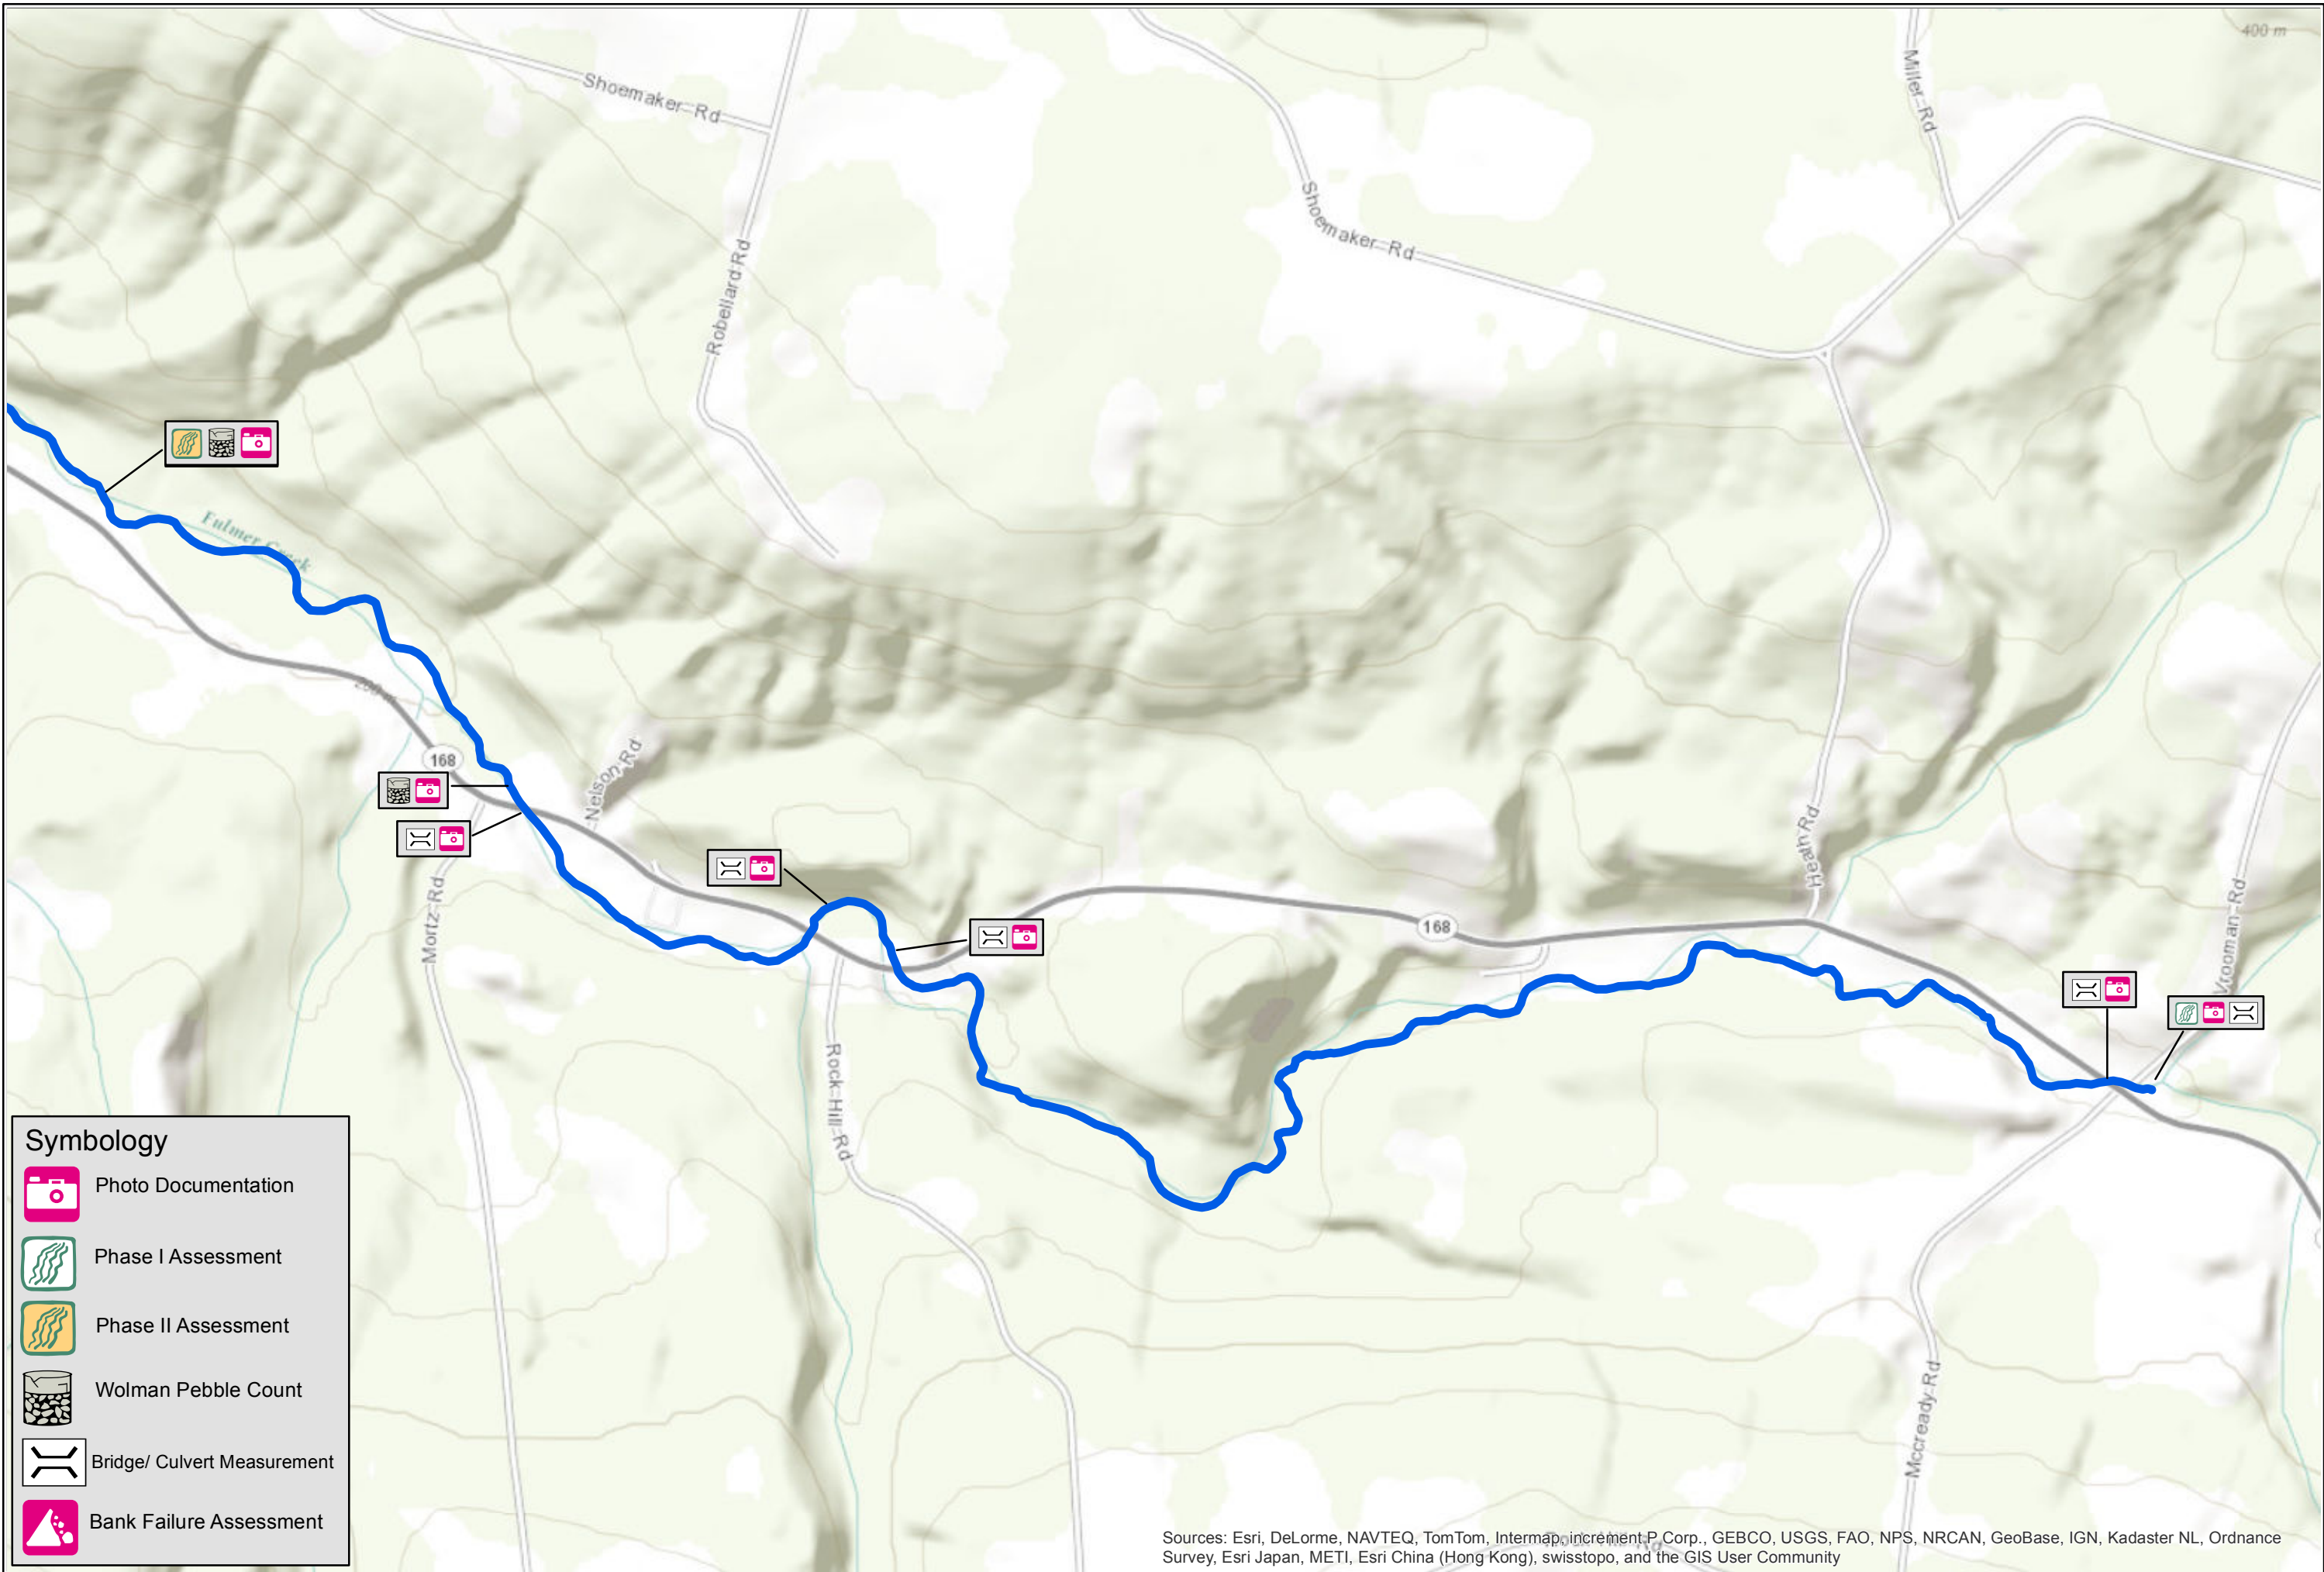 400 m
Shoemaker Rd
Miller Rd
Shoemaker Rd
Robellard Rd
Fulmer Creek
168
Nelson Rd
Heath Rd
Mortz Rd
168
Vrooman Rd
Rock Hill Rd
Mccready Rd
Symbology
Photo Documentation
Phase I Assessment
Phase II Assessment
Wolman Pebble Count
Bridge/ Culvert Measurement
Bank Failure Assessment
Sources: Esri, DeLorme, NAVTEQ, TomTom, Intermap, increment P Corp., GEBCO, USGS, FAO, NPS, NRCAN, GeoBase, IGN, Kadaster NL, Ordnance
Survey, Esri Japan, METI, Esri China (Hong Kong), swisstopo, and the GIS User Community